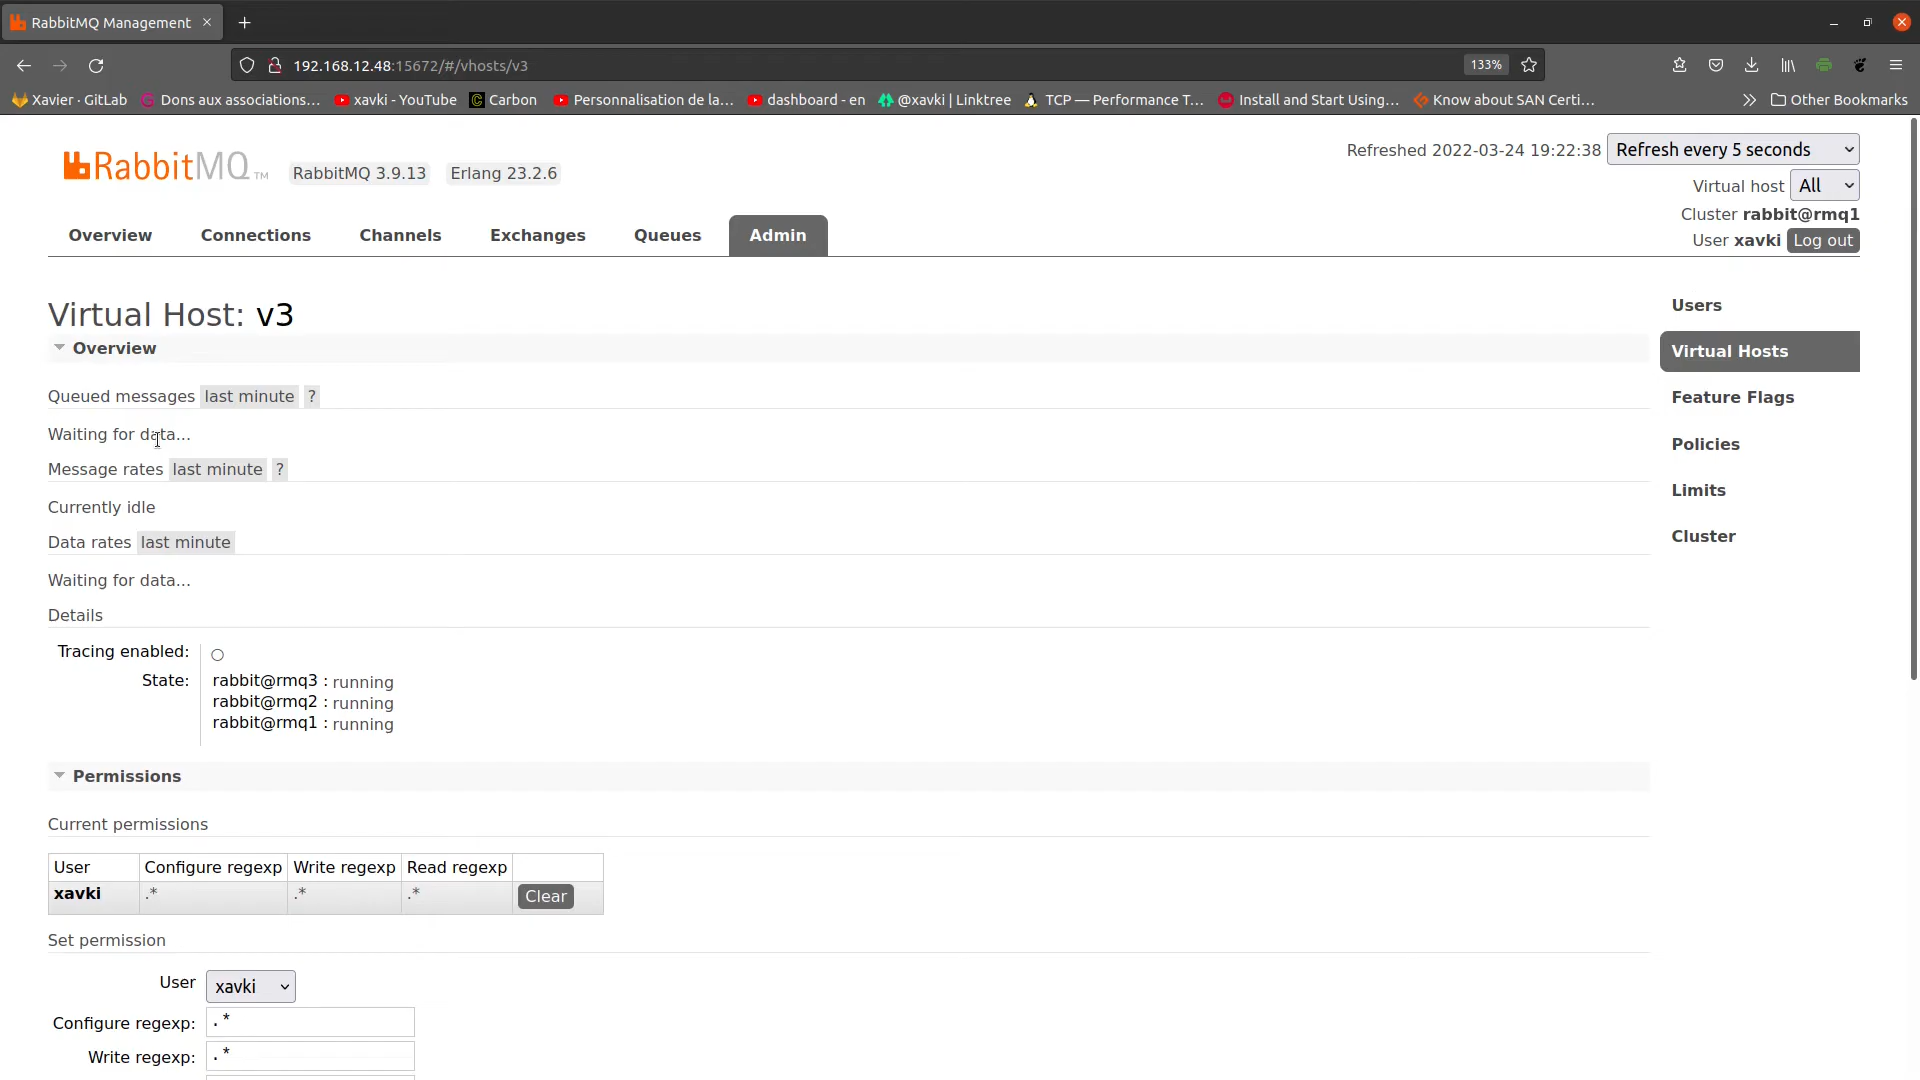 RabbitMQ Management
192.168.12.48:15672/#/vhosts/v3
133%
Xavier · GitLab
Dons aux associations…
xavki - YouTube
Carbon
Personnalisation de la…
dashboard - en
@xavki | Linktree
TCP — Performance T…
Install and Start Using…
Know about SAN Certi…
Other Bookmarks
RabbitMQ TM
RabbitMQ 3.9.13
Erlang 23.2.6
Refreshed 2022-03-24 19:22:38
Refresh every 5 seconds
Virtual host All
Cluster rabbit@rmq1
User xavki Log out
Overview
Connections
Channels
Exchanges
Queues
Admin
Virtual Host: v3
Overview
Queued messages last minute ?
Waiting for data...
Message rates last minute ?
Currently idle
Data rates last minute
Waiting for data...
Details
Tracing enabled:
State:
rabbit@rmq3 : running
rabbit@rmq2 : running
rabbit@rmq1 : running
Permissions
Current permissions
User Configure regexp Write regexp Read regexp
xavki .* .* .* Clear
Set permission
User xavki
Configure regexp: .*
Write regexp: .*
Users
Virtual Hosts
Feature Flags
Policies
Limits
Cluster